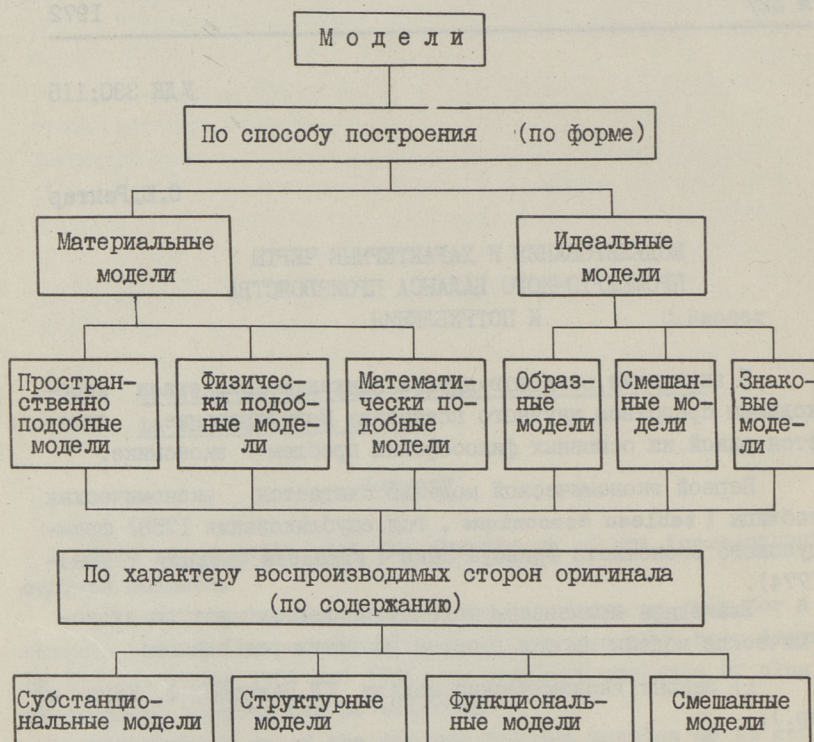 Модели
По способу построения (по форме)
Материальные
модели
Идеальные
модели
Простран-
ственно
подобные
модели
Физичес-
ки подоб-
ные моде-
ли
Математи-
чески по-
добные
модели
Образ-
ные
модели
Смешан-
ные мо-
дели
Знако-
вые
моде-
ли
По характеру воспроизводимых сторон оригинала
(по содержанию)
Субстанцио-
нальные модели
Структурные
модели
Функциональ-
ные модели
Смешанные
модели